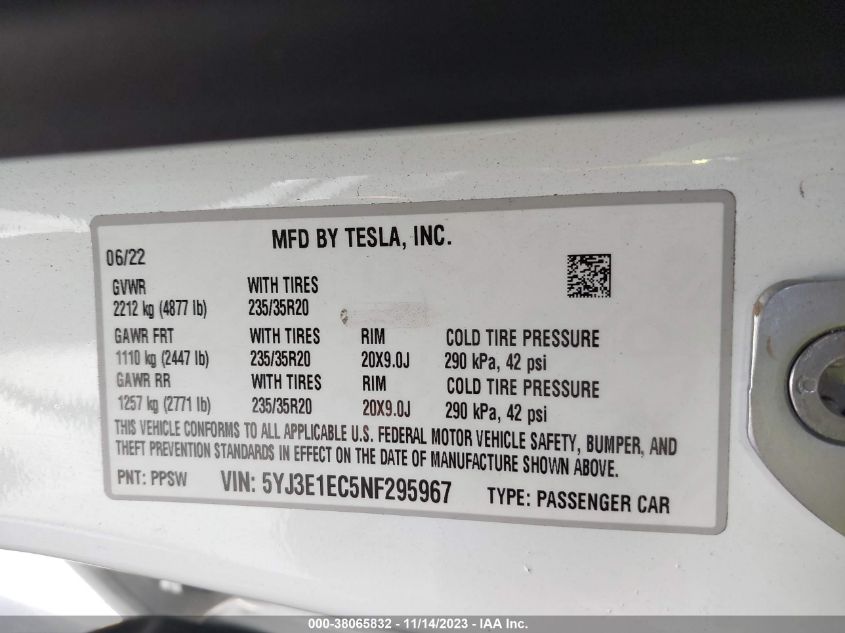 MFD BY TESLA, INC.
06/22
GVWR WITH TIRES
2212 kg (4877 lb) 235/35R20
GAWR FRT WITH TIRES RIM COLD TIRE PRESSURE
1110 kg (2447 lb) 235/35R20 20X9.0J 290 kPa, 42 psi
GAWR RR WITH TIRES RIM COLD TIRE PRESSURE
1257 kg (2771 lb) 235/35R20 20X9.0J 290 kPa, 42 psi
THIS VEHICLE CONFORMS TO ALL APPLICABLE U.S. FEDERAL MOTOR VEHICLE SAFETY, BUMPER, AND
THEFT PREVENTION STANDARDS IN EFFECT ON THE DATE OF MANUFACTURE SHOWN ABOVE.
PNT: PPSW VIN: 5YJ3E1EC5NF295967 TYPE: PASSENGER CAR
000-38065832 - 11/14/2023 - IAA Inc.